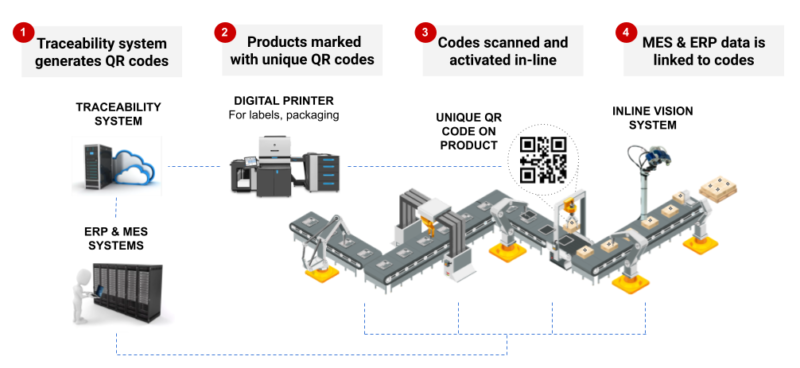 1
Traceability system
generates QR codes
2
Products marked
with unique QR codes
3
Codes scanned and
activated in-line
4
MES & ERP data is
linked to codes
TRACEABILITY
SYSTEM
DIGITAL PRINTER
For labels, packaging
UNIQUE QR
CODE ON
PRODUCT
INLINE VISION
SYSTEM
ERP & MES
SYSTEMS